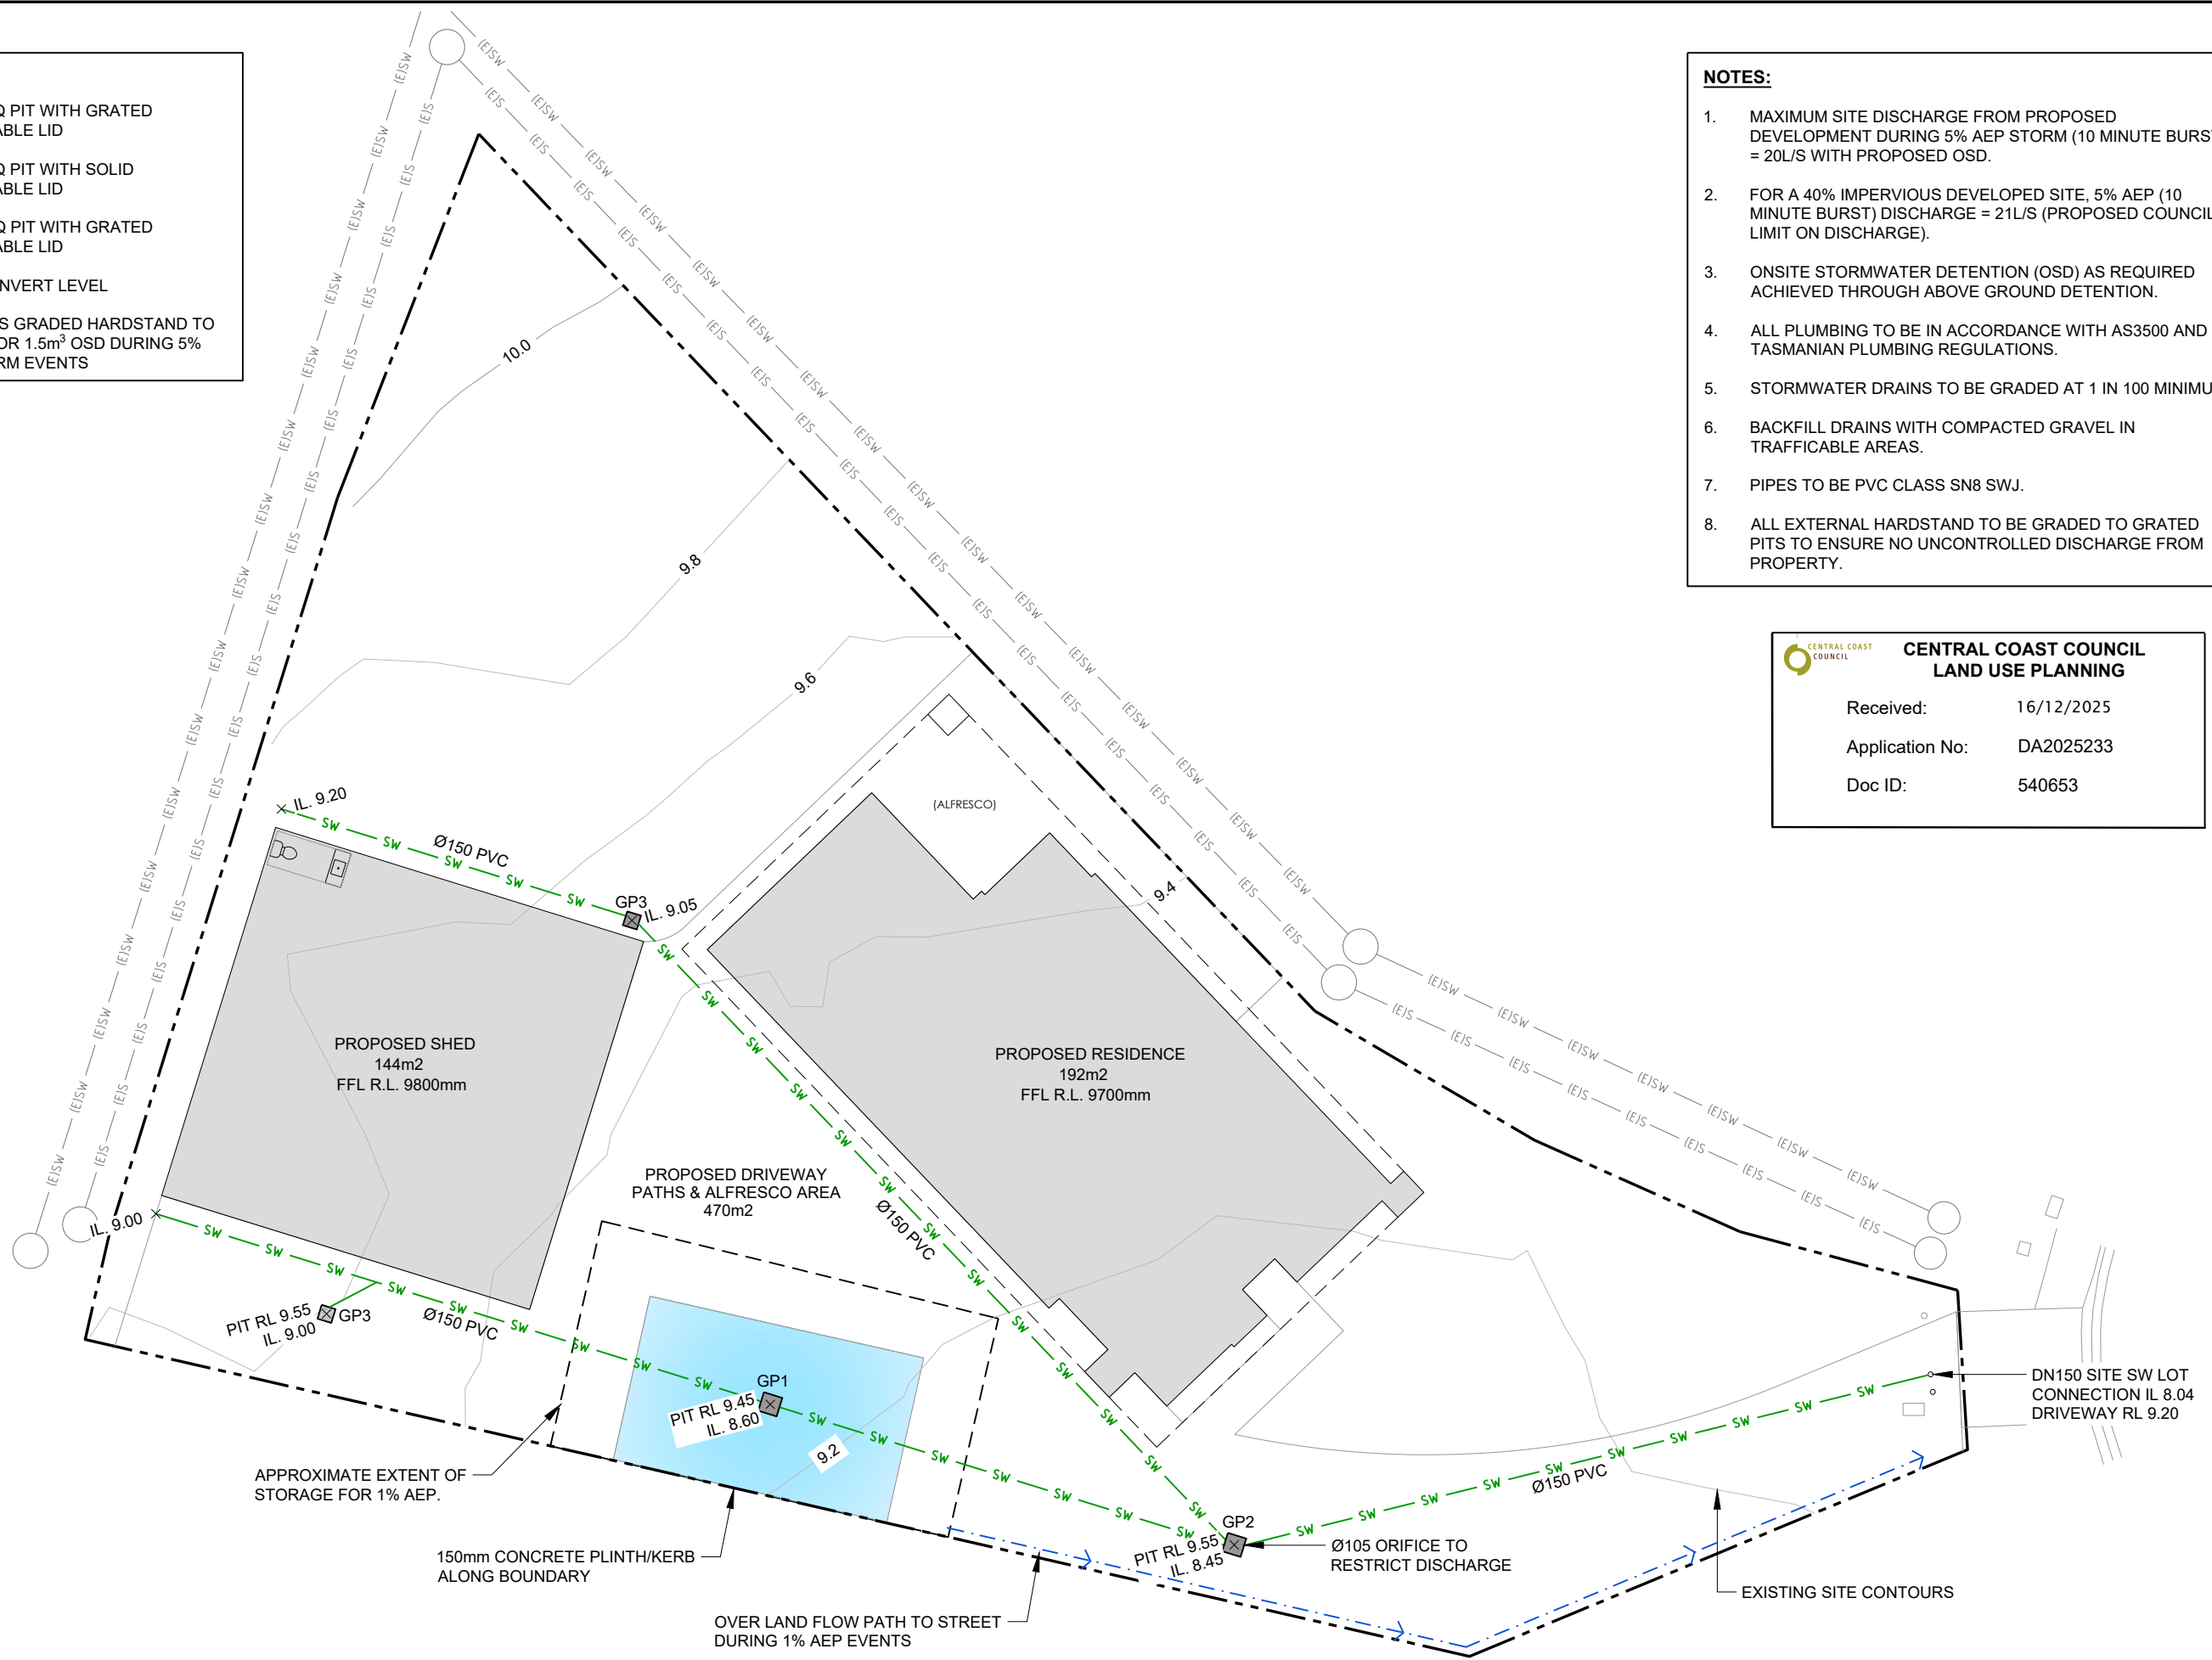 Q PIT WITH GRATED
ABLE LID
Q PIT WITH SOLID
ABLE LID
Q PIT WITH GRATED
ABLE LID
NVERT LEVEL
S GRADED HARDSTAND TO
OR 1.5m³ OSD DURING 5%
RM EVENTS
NOTES:
1. MAXIMUM SITE DISCHARGE FROM PROPOSED
DEVELOPMENT DURING 5% AEP STORM (10 MINUTE BURS
= 20L/S WITH PROPOSED OSD.
2. FOR A 40% IMPERVIOUS DEVELOPED SITE, 5% AEP (10
MINUTE BURST) DISCHARGE = 21L/S (PROPOSED COUNCIL
LIMIT ON DISCHARGE).
3. ONSITE STORMWATER DETENTION (OSD) AS REQUIRED
ACHIEVED THROUGH ABOVE GROUND DETENTION.
4. ALL PLUMBING TO BE IN ACCORDANCE WITH AS3500 AND
TASMANIAN PLUMBING REGULATIONS.
5. STORMWATER DRAINS TO BE GRADED AT 1 IN 100 MINIMU
6. BACKFILL DRAINS WITH COMPACTED GRAVEL IN
TRAFFICABLE AREAS.
7. PIPES TO BE PVC CLASS SN8 SWJ.
8. ALL EXTERNAL HARDSTAND TO BE GRADED TO GRATED
PITS TO ENSURE NO UNCONTROLLED DISCHARGE FROM
PROPERTY.
CENTRAL COAST
COUNCIL
CENTRAL COAST COUNCIL
LAND USE PLANNING
Received: 16/12/2025
Application No: DA2025233
Doc ID: 540653
10.0
9.8
9.6
9.4
(ALFRESCO)
IL. 9.20
Ø150 PVC
GP3
IL. 9.05
PROPOSED SHED
144m2
FFL R.L. 9800mm
PROPOSED RESIDENCE
192m2
FFL R.L. 9700mm
PROPOSED DRIVEWAY
PATHS & ALFRESCO AREA
470m2
Ø150 PVC
IL. 9.00
PIT RL 9.55
IL. 9.00
GP3
Ø150 PVC
GP1
PIT RL 9.45
IL. 8.60
9.2
GP2
PIT RL 9.55
IL. 8.45
Ø105 ORIFICE TO
RESTRICT DISCHARGE
Ø150 PVC
DN150 SITE SW LOT
CONNECTION IL 8.04
DRIVEWAY RL 9.20
APPROXIMATE EXTENT OF
STORAGE FOR 1% AEP.
150mm CONCRETE PLINTH/KERB
ALONG BOUNDARY
OVER LAND FLOW PATH TO STREET
DURING 1% AEP EVENTS
EXISTING SITE CONTOURS
(E)SW
(E)S
SW